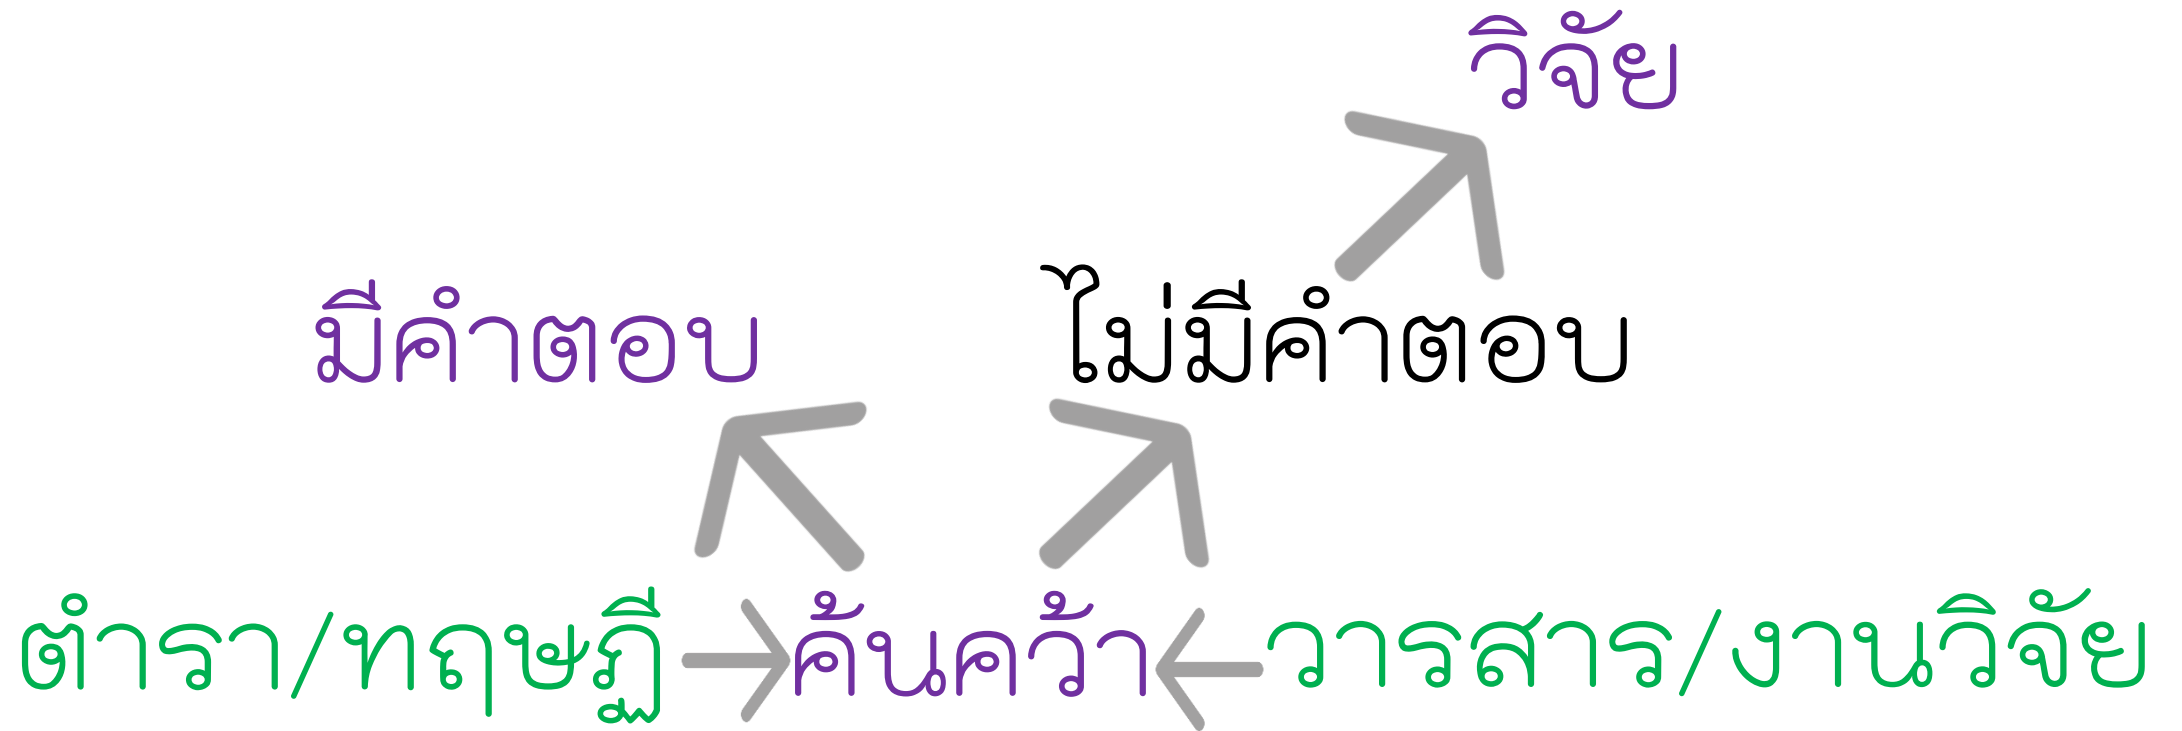 วิจัย
มีคำตอบ ไม่มีคำตอบ
ตำรา/ทฤษฎี ค้นคว้า วารสาร/งานวิจัย